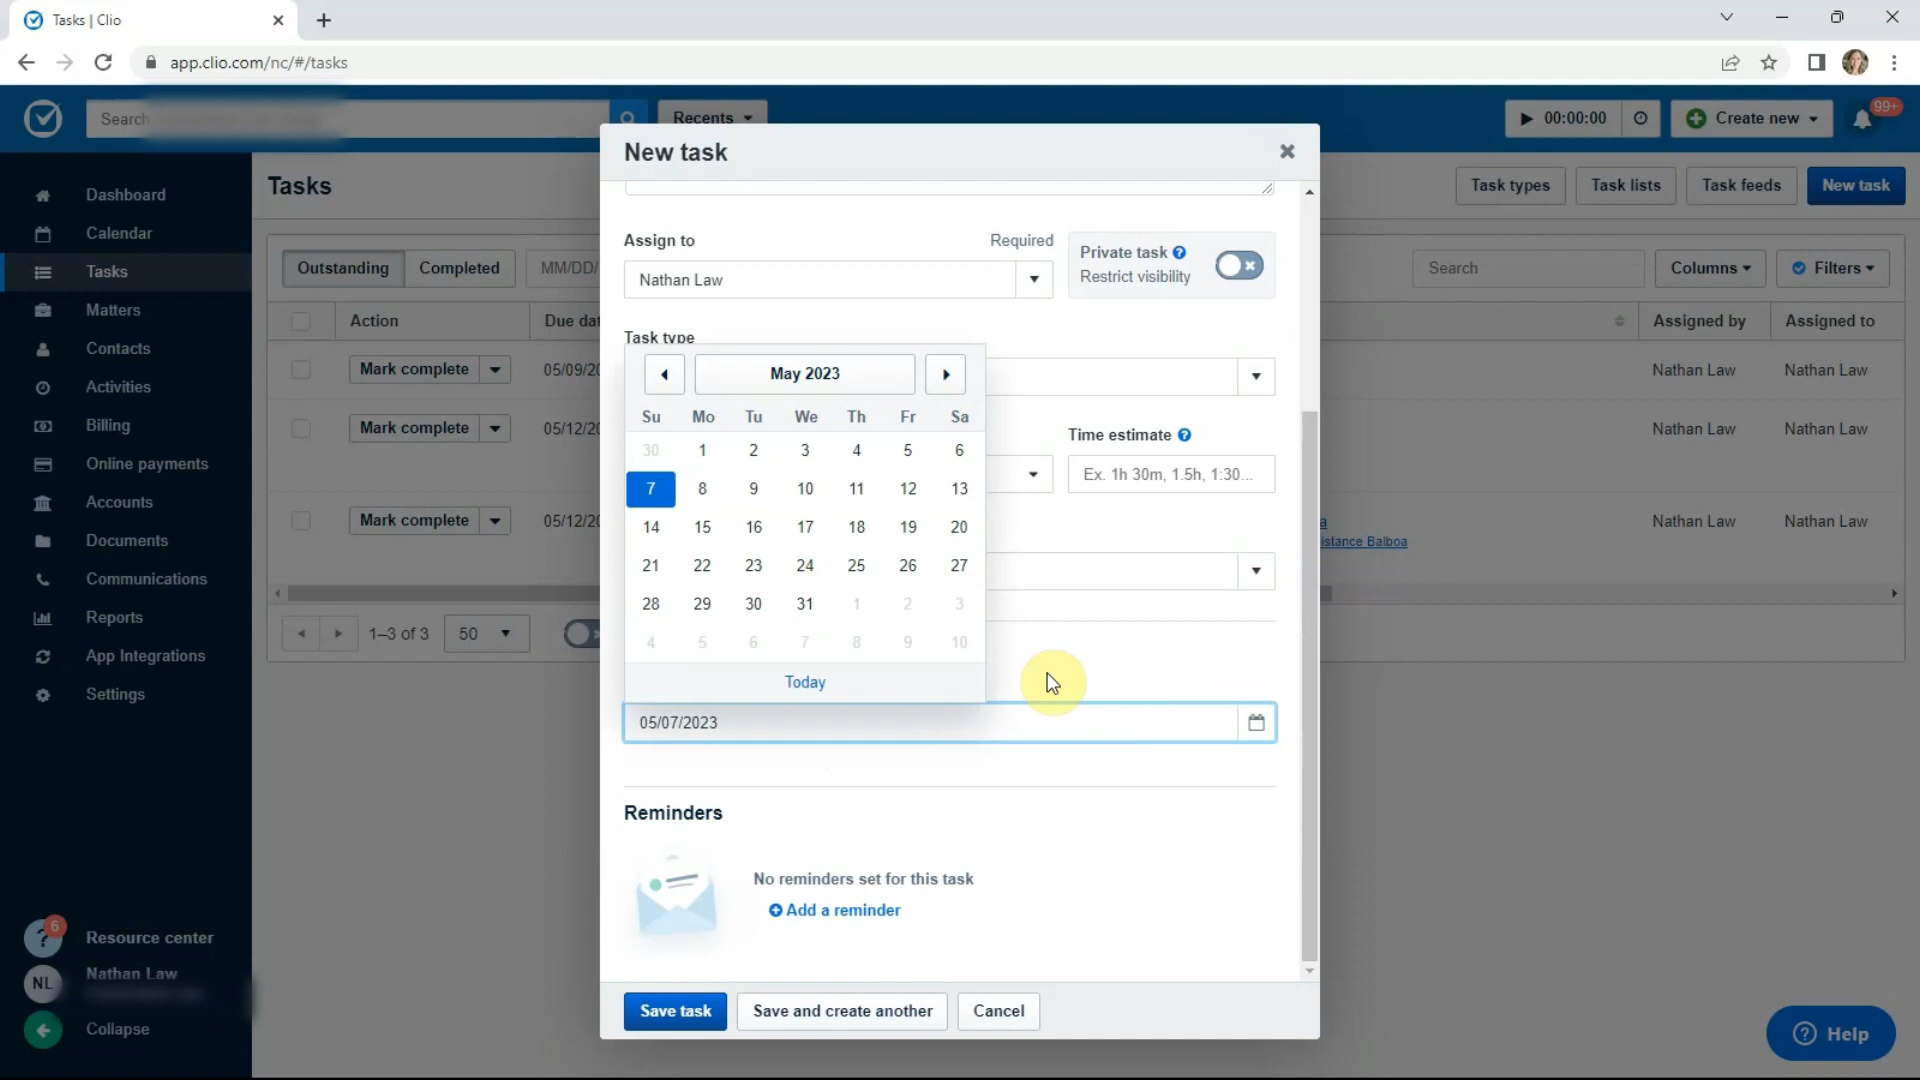 Tasks | Clio
app.clio.com/nc/#/tasks
Search
Recents
00:00:00
Create new
99+
New task
Dashboard
Calendar
Tasks
Matters
Contacts
Activities
Billing
Online payments
Accounts
Documents
Communications
Reports
App Integrations
Settings
6
Resource center
NL
Nathan Law
Collapse
Tasks
Task types
Task lists
Task feeds
New task
Outstanding
Completed
MM/DD/
Search
Columns
Filters
Action
Due dat
Assigned by
Assigned to
Mark complete
05/09/20
Nathan Law
Nathan Law
Mark complete
05/12/20
Nathan Law
Nathan Law
Mark complete
05/12/20
a
istance Balboa
Nathan Law
Nathan Law
1–3 of 3
50
Assign to
Required
Nathan Law
Private task
Restrict visibility
Task type
May 2023
Su Mo Tu We Th Fr Sa
30 1 2 3 4 5 6
7 8 9 10 11 12 13
14 15 16 17 18 19 20
21 22 23 24 25 26 27
28 29 30 31 1 2 3
4 5 6 7 8 9 10
Today
Time estimate
Ex. 1h 30m, 1.5h, 1:30...
05/07/2023
Reminders
No reminders set for this task
Add a reminder
Save task
Save and create another
Cancel
Help